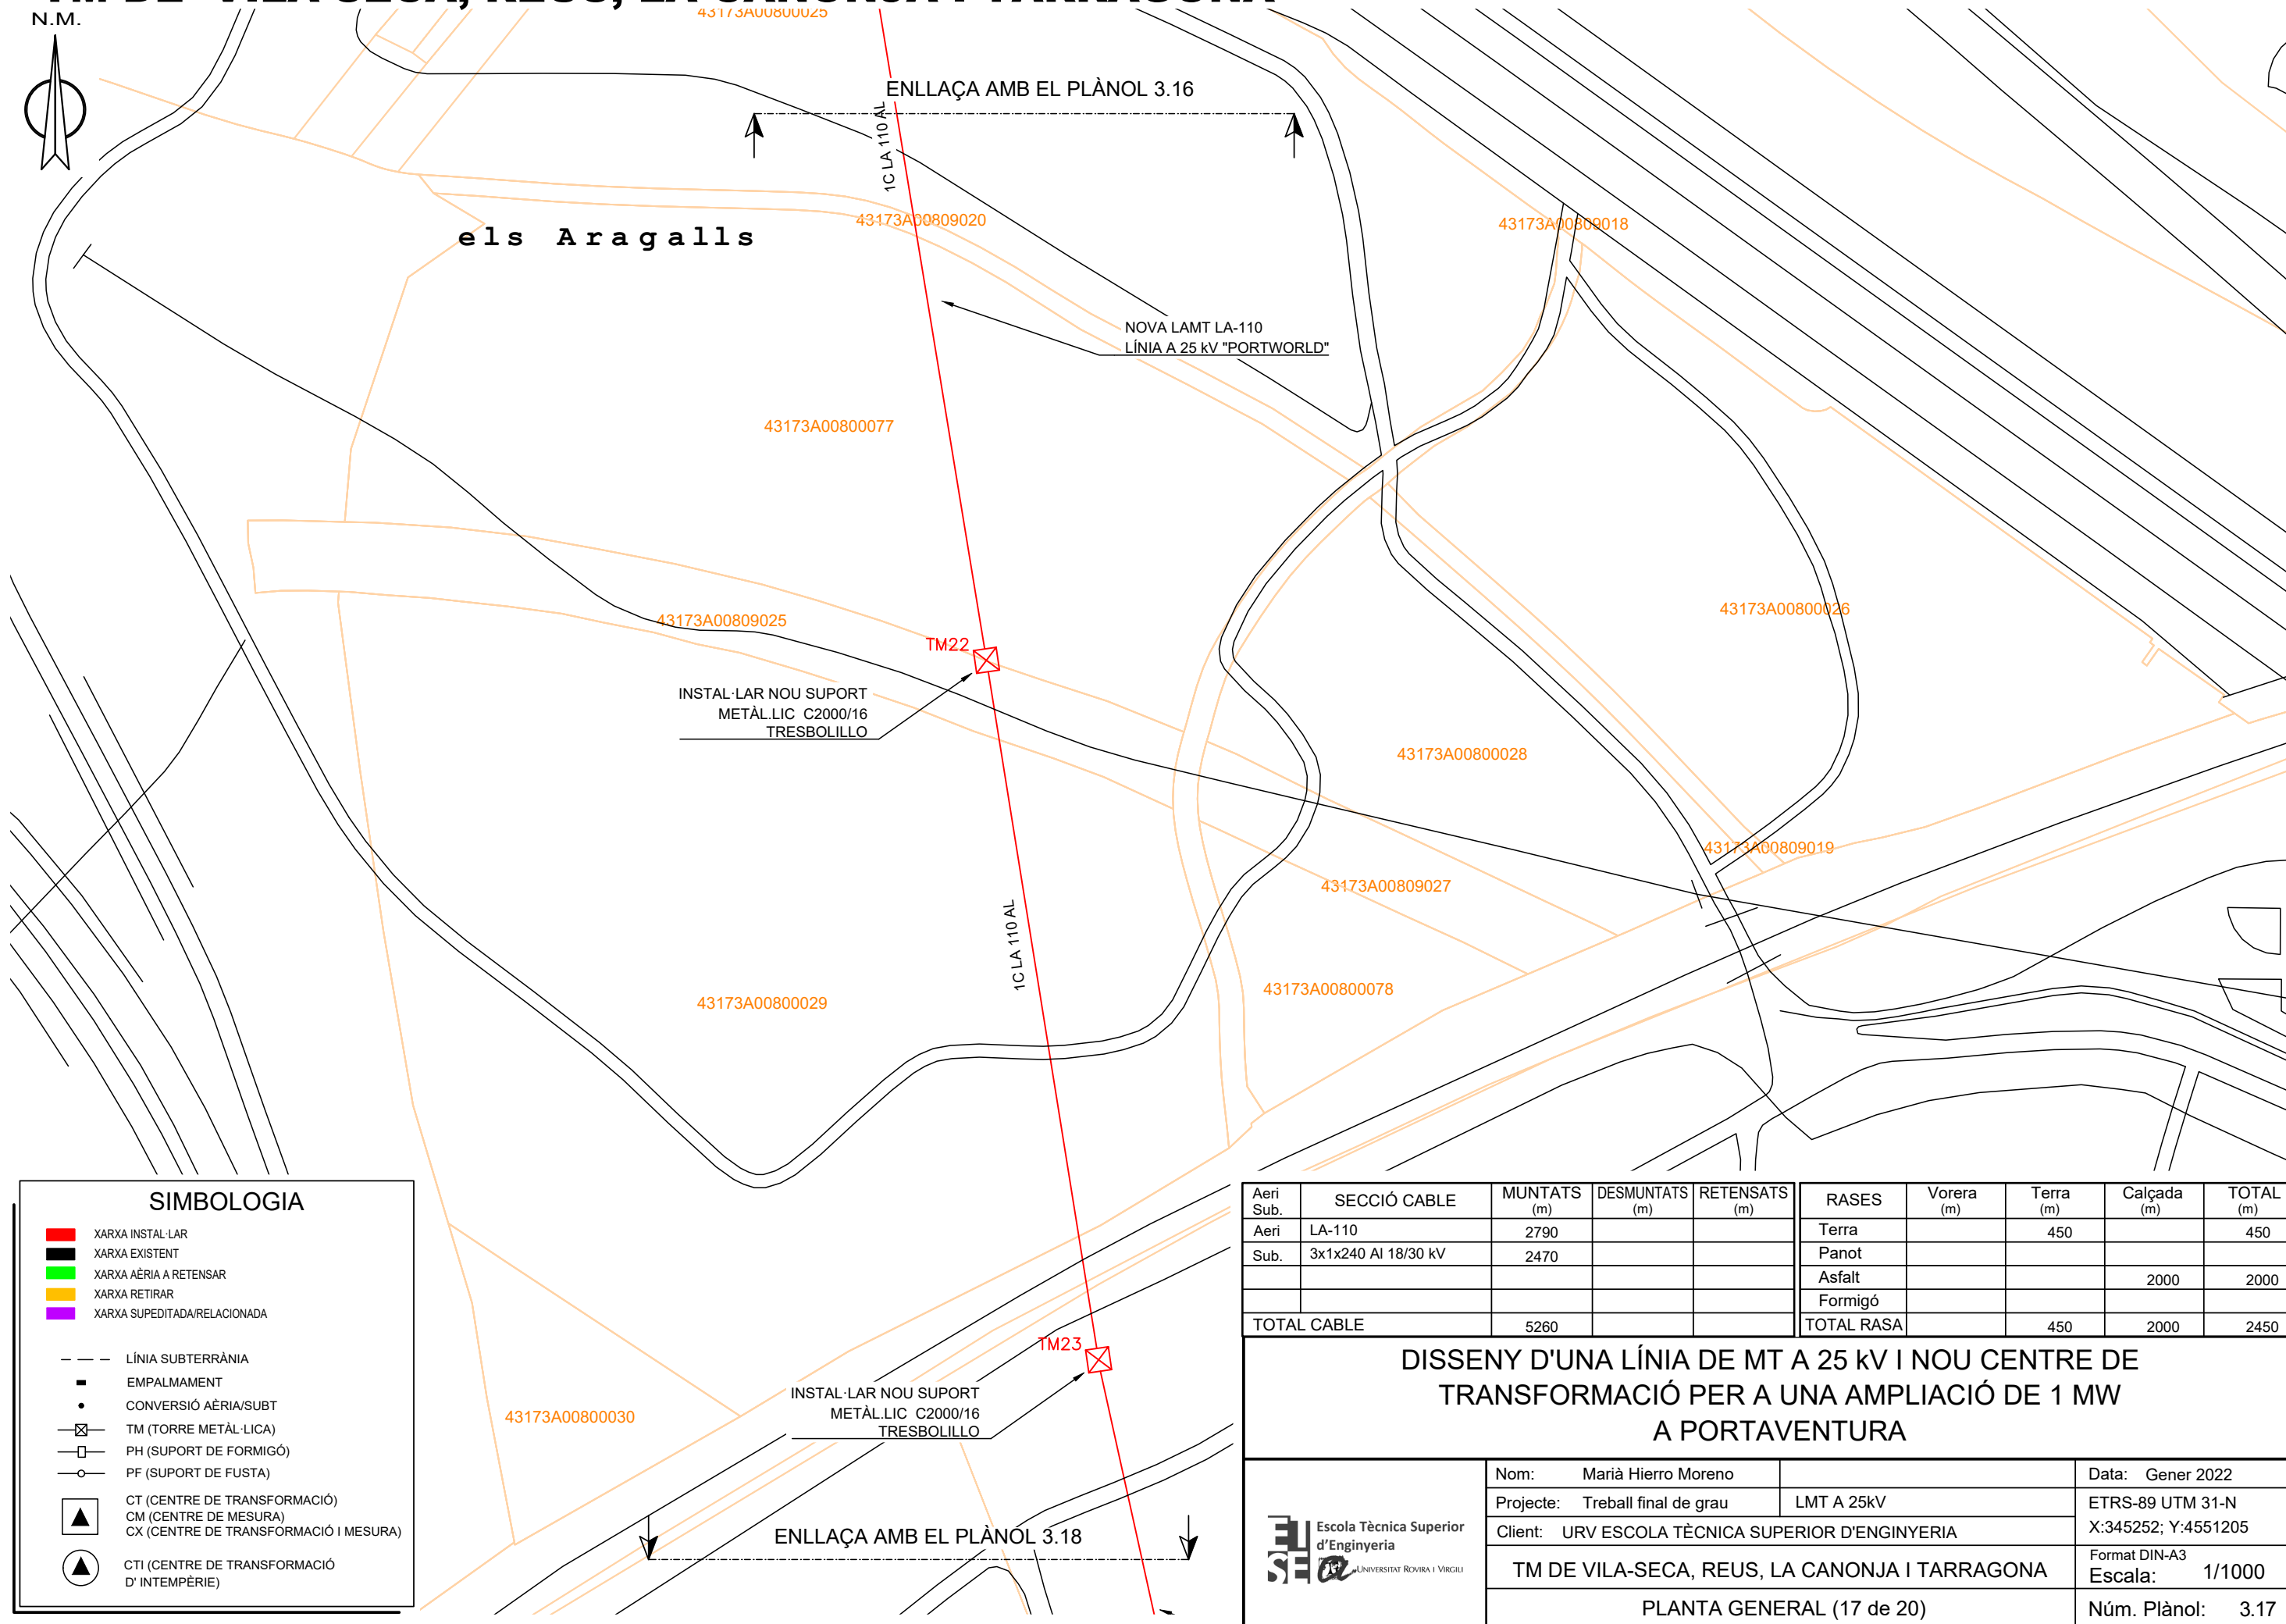 TM DE VILA-SECA, REUS, LA CANONJA I TARRAGONA
N.M.
43173A00800025
ENLLAÇA AMB EL PLÀNOL 3.16
1C LA 110 AL
43173A00809020
43173A00809018
els Aragalls
NOVA LAMT LA-110
LÍNIA A 25 kV "PORTWORLD"
43173A00800077
43173A00809025
43173A00800026
TM22
INSTAL·LAR NOU SUPORT
METÀL.LIC C2000/16
TRESBOLILLO
43173A00800028
43173A00809019
43173A00809027
1C LA 110 AL
43173A00800029
43173A00800078
TM23
INSTAL·LAR NOU SUPORT
METÀL.LIC C2000/16
TRESBOLILLO
43173A00800030
ENLLAÇA AMB EL PLÀNOL 3.18
SIMBOLOGIA
XARXA INSTAL·LAR
XARXA EXISTENT
XARXA AÈRIA A RETENSAR
XARXA RETIRAR
XARXA SUPEDITADA/RELACIONADA
LÍNIA SUBTERRÀNIA
EMPALMAMENT
CONVERSIÓ AÈRIA/SUBT
TM (TORRE METÀL·LICA)
PH (SUPORT DE FORMIGÓ)
PF (SUPORT DE FUSTA)
CT (CENTRE DE TRANSFORMACIÓ)
CM (CENTRE DE MESURA)
CX (CENTRE DE TRANSFORMACIÓ I MESURA)
CTI (CENTRE DE TRANSFORMACIÓ
D' INTEMPÈRIE)
Aeri Sub. SECCIÓ CABLE MUNTATS (m) DESMUNTATS (m) RETENSATS (m)
Aeri LA-110 2790
Sub. 3x1x240 Al 18/30 kV 2470
TOTAL CABLE 5260
RASES Vorera (m) Terra (m) Calçada (m) TOTAL (m)
Terra 450 450
Panot
Asfalt 2000 2000
Formigó
TOTAL RASA 450 2000 2450
DISSENY D'UNA LÍNIA DE MT A 25 kV I NOU CENTRE DE
TRANSFORMACIÓ PER A UNA AMPLIACIÓ DE 1 MW
A PORTAVENTURA
ETSE
Escola Tècnica Superior
d'Enginyeria
UNIVERSITAT ROVIRA I VIRGILI
Nom: Marià Hierro Moreno
Data: Gener 2022
Projecte: Treball final de grau LMT A 25kV
ETRS-89 UTM 31-N
X:345252; Y:4551205
Client: URV ESCOLA TÈCNICA SUPERIOR D'ENGINYERIA
TM DE VILA-SECA, REUS, LA CANONJA I TARRAGONA
Format DIN-A3
Escala: 1/1000
PLANTA GENERAL (17 de 20)
Núm. Plànol: 3.17